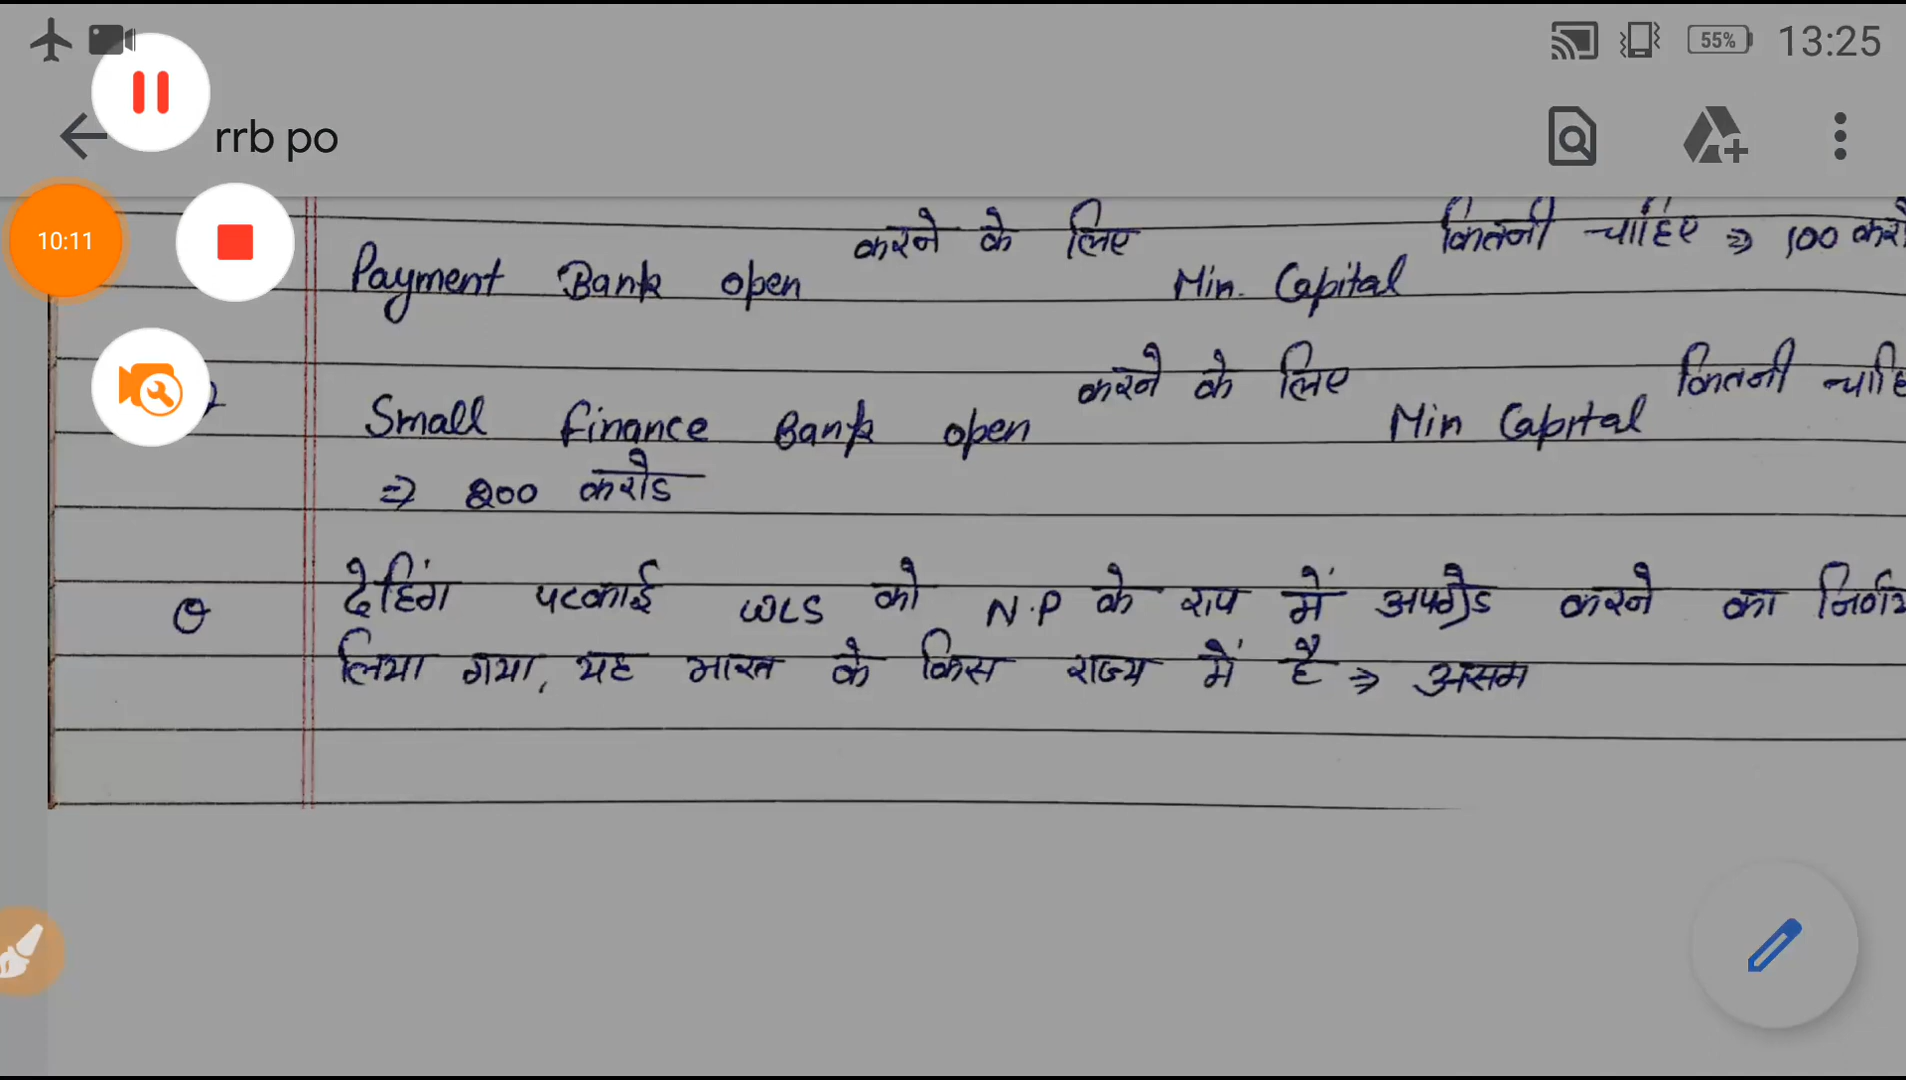 55% 13:25
rrb po
10:11
Payment Bank open करने के लिए Min. Capital कितनी चाहिए ⇒ 100 करो
Small finance Bank open करने के लिए Min Capital कितनी चाहि
⇒ 200 करोड
Q देहिंग पटकाई WLS को N.P के रूप में अपग्रेड करने का निर्णय
लिया गया, यह भारत के किस राज्य में है ⇒ असम